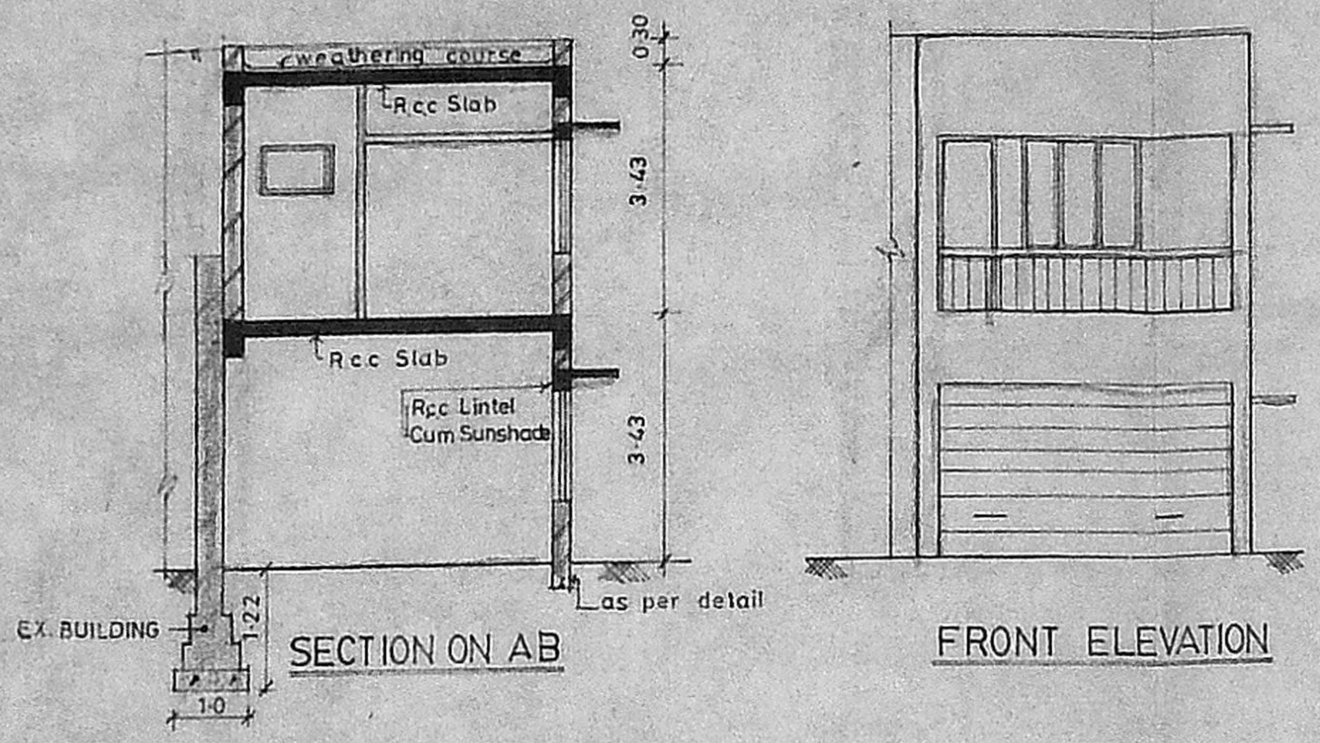 0.30
weathering course
Rcc Slab
3.43
Rcc Slab
Rcc Lintel
Cum Sunshade
3.43
as per detail
EX. BUILDING
1.22
1.0
SECTION ON AB
FRONT ELEVATION